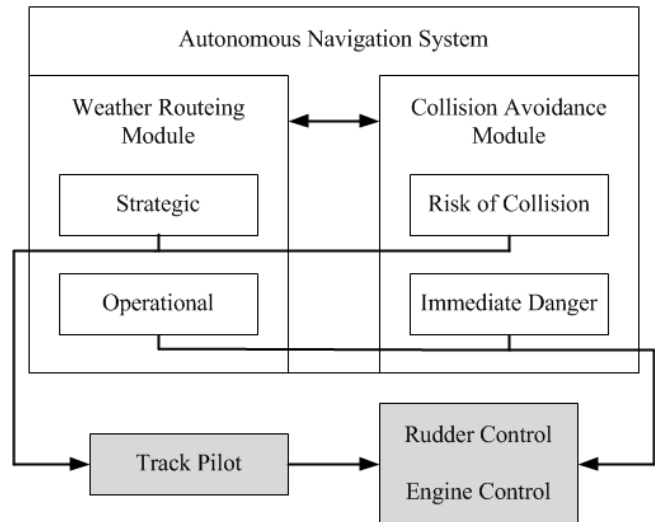 Autonomous Navigation System
Weather Routeing
Module
Collision Avoidance
Module
Strategic
Risk of Collision
Operational
Immediate Danger
Track Pilot
Rudder Control
Engine Control